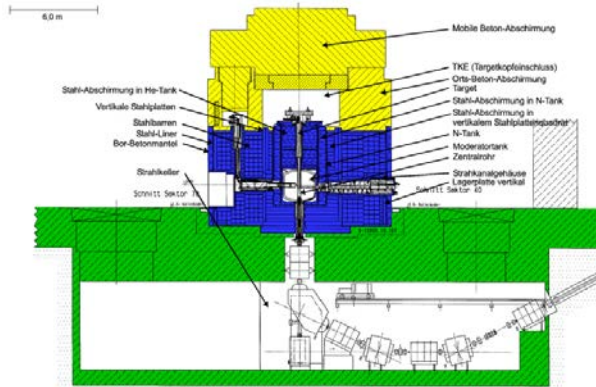 6,0 m
Mobile Beton-Abschirmung
TKE (Targetkopfeinschluss)
Orts-Beton-Abschirmung
Target
Stahl-Abschirmung in He-Tank
Stahl-Abschirmung in N-Tank
Vertikale Stahlplatten
Stahl-Abschirmung in
vertikalem Stahlplattenquadrat
Stahlbarren
N-Tank
Stahl-Liner
Moderatortank
Bor-Betonmantel
Zentralrohr
Strahlkeller
Strahkanalgehäuse
Lagerplatte vertikal
Schnitt Sektor
Schnitt Sektor